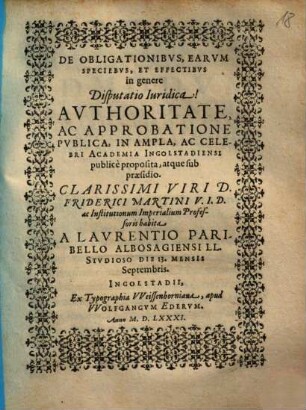 18
DE OBLIGATIONIBVS, EARVM
SPECIEBVS, ET EFFECTIBVS
in genere
Disputatio Iuridica!
AVTHORITATE,
AC APPROBATIONE
PVBLICA, IN AMPLA, AC CELE-
BRI ACADEMIA INGOLSTADIENSI
publicè proposita, atque sub
præsidio.
CLARISSIMI VIRI D.
FRIDERICI MARTINI V. I. D.
ac Institutionum Imperialium Profes-
soris habita
A LAVRENTIO PARI-
BELLO ALBOSAGIENSI LL.
STVDIOSO DIE 13. MENSIS
Septembris.
INGOLSTADII,
Ex Typographia VVeissenhorniana, apud
VVOLFGANGVM EDERVM,
Anno M. D. LXXXI.